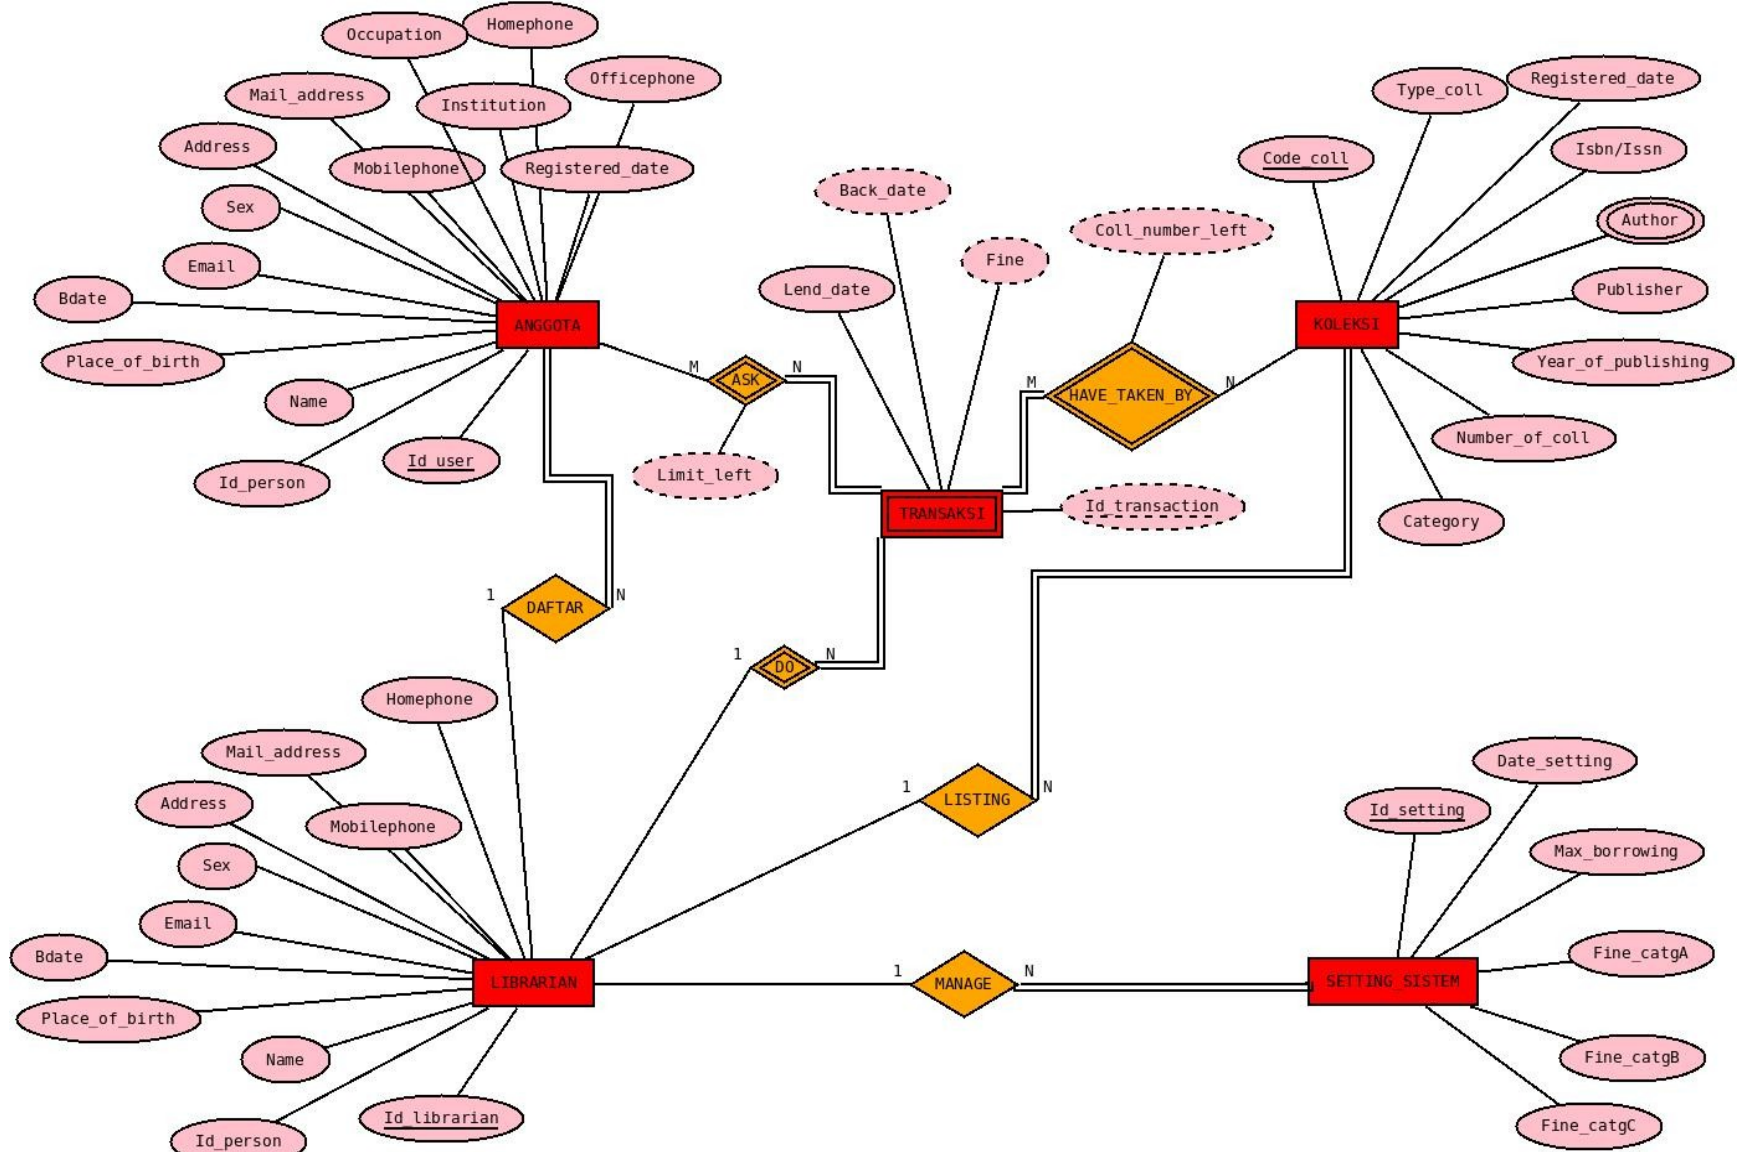 Homephone
Occupation
Officephone
Registered_date
Type_coll
Mail_address
Institution
Address
Isbn/Issn
Code_coll
Mobilephone
Registered_date
Back_date
Sex
Author
Coll_number_left
Email
Fine
Lend_date
Publisher
Bdate
ANGGOTA
KOLEKSI
Place_of_birth
Year_of_publishing
M
ASK
N
M
HAVE_TAKEN_BY
N
Name
Number_of_coll
Id_user
Limit_left
Id_person
Id_transaction
TRANSAKSI
Category
1
DAFTAR
N
1
DO
N
Homephone
Mail_address
Date_setting
1
LISTING
N
Address
Id_setting
Mobilephone
Max_borrowing
Sex
Email
Fine_catgA
Bdate
1
MANAGE
N
LIBRARIAN
SETTING_SISTEM
Place_of_birth
Name
Fine_catgB
Id_librarian
Fine_catgC
Id_person